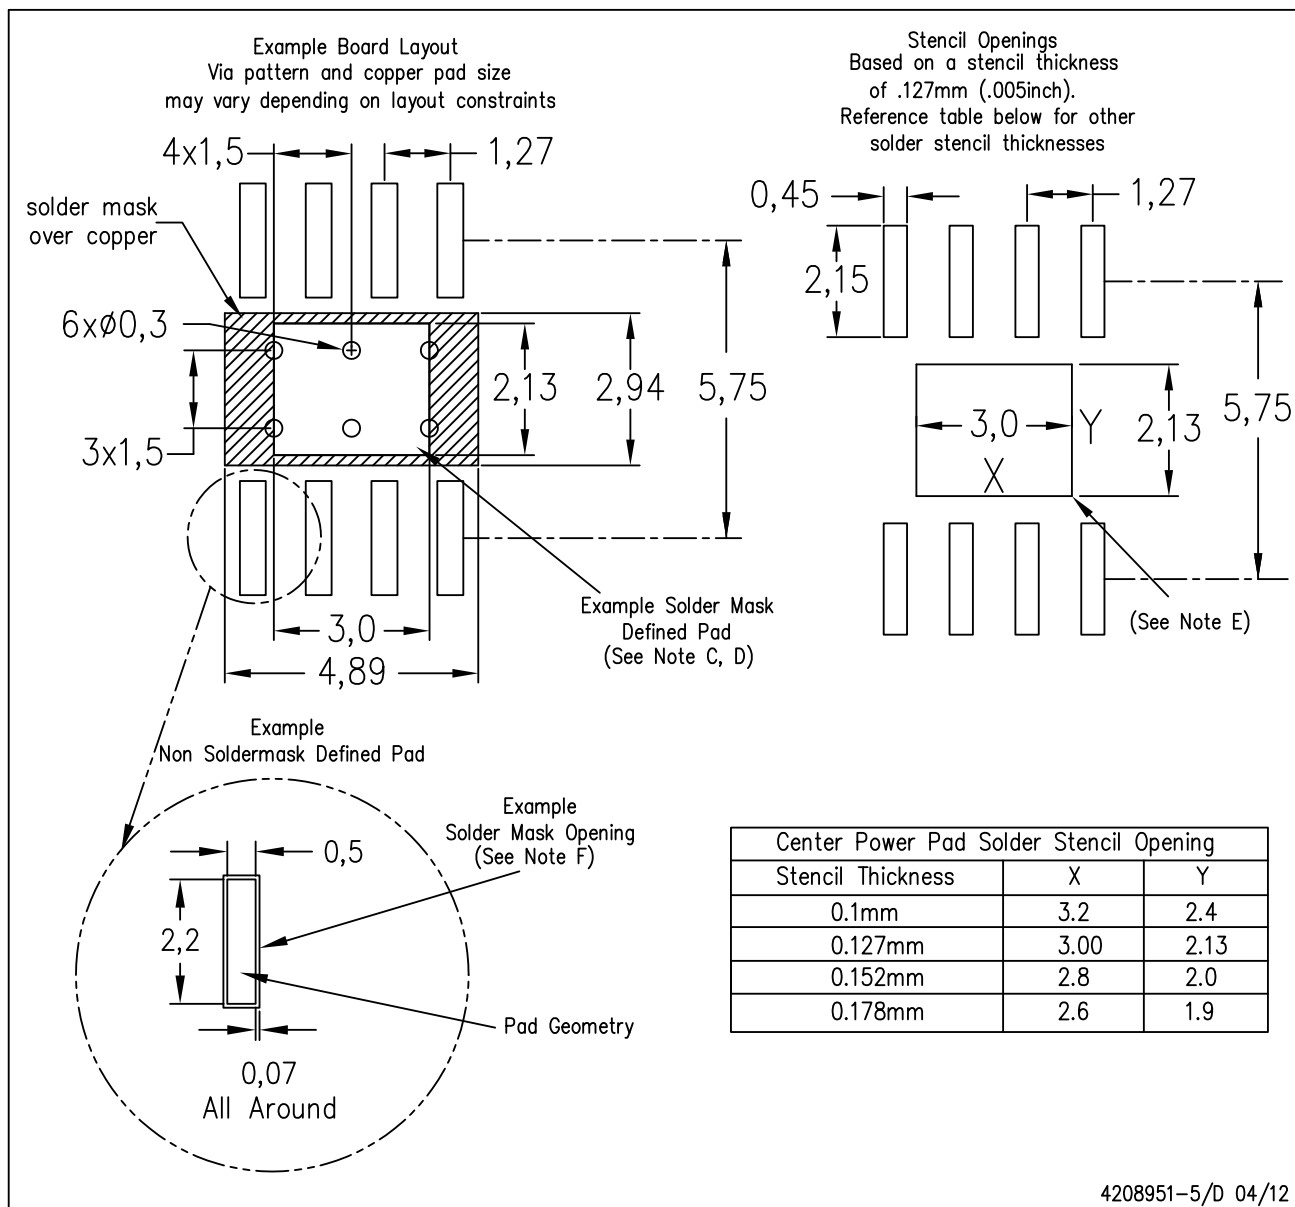 Example Board Layout
Via pattern and copper pad size
may vary depending on layout constraints
4x1,5
1,27
solder mask
over copper
6xø0,3
3x1,5
2,13
2,94
5,75
3,0
4,89
Example Solder Mask
Defined Pad
(See Note C, D)
Stencil Openings
Based on a stencil thickness
of .127mm (.005inch).
Reference table below for other
solder stencil thicknesses
0,45
1,27
2,15
3,0
Y
X
2,13
5,75
(See Note E)
Example
Non Soldermask Defined Pad
Example
Solder Mask Opening
(See Note F)
0,5
2,2
Pad Geometry
0,07
All Around
Center Power Pad Solder Stencil Opening
Stencil Thickness X Y
0.1mm 3.2 2.4
0.127mm 3.00 2.13
0.152mm 2.8 2.0
0.178mm 2.6 1.9
4208951-5/D 04/12